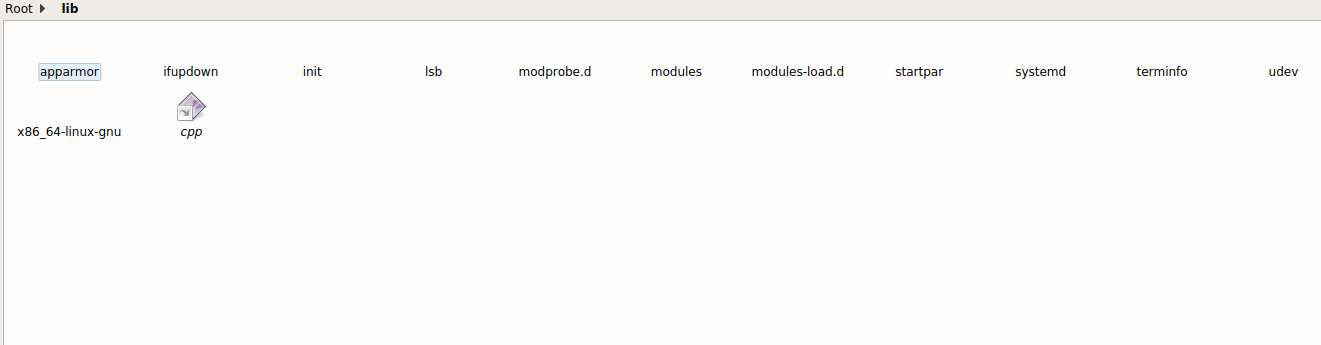 Root lib
apparmor ifupdown init lsb modprobe.d modules modules-load.d startpar systemd terminfo udev
x86_64-linux-gnu cpp